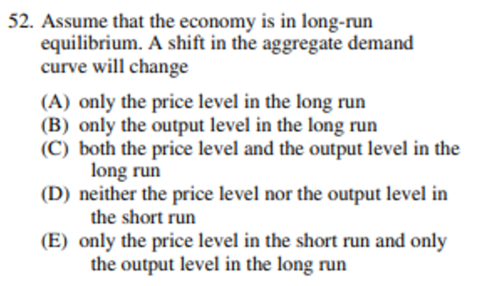 52. Assume that the economy is in long-run
equilibrium. A shift in the aggregate demand
curve will change
(A) only the price level in the long run
(B) only the output level in the long run
(C) both the price level and the output level in the
long run
(D) neither the price level nor the output level in
the short run
(E) only the price level in the short run and only
the output level in the long run